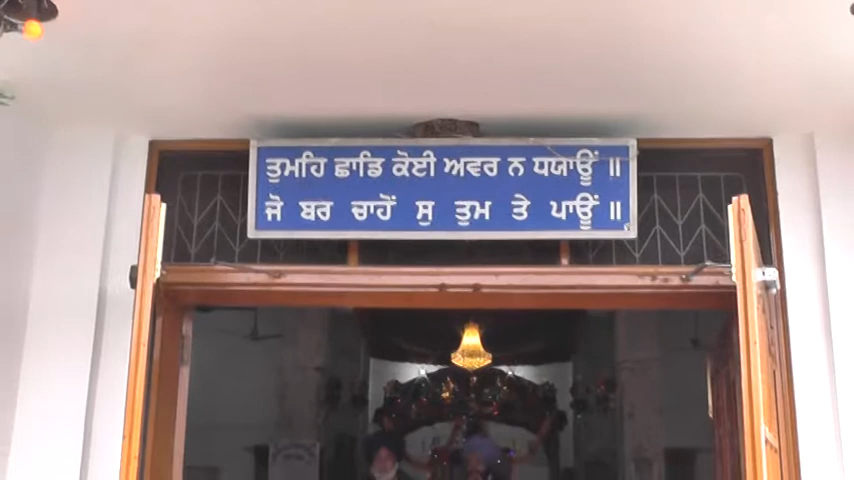 ਤੁਮਹਿ ਛਾਡਿ ਕੋਈ ਅਵਰ ਨ ਧਯਾਊਂ ॥
ਜੋ ਬਰ ਚਾਹੌਂ ਸੁ ਤੁਮ ਤੇ ਪਾਊਂ ॥